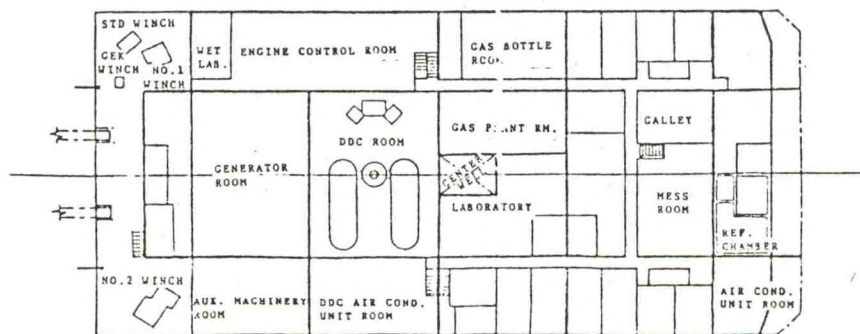 STD WINCH
GEK
WINCH
NO.1
WINCH
WET
LAB.
ENGINE CONTROL ROOM
GAS BOTTLE
ROOM
DDC ROOM
GAS PLANT RM.
GALLEY
GENERATOR
ROOM
CENTER
WELL
LABORATORY
MESS
ROOM
REF.
CHAMBER
NO.2 WINCH
AUX. MACHINERY
ROOM
DDC AIR COND.
UNIT ROOM
AIR COND.
UNIT ROOM